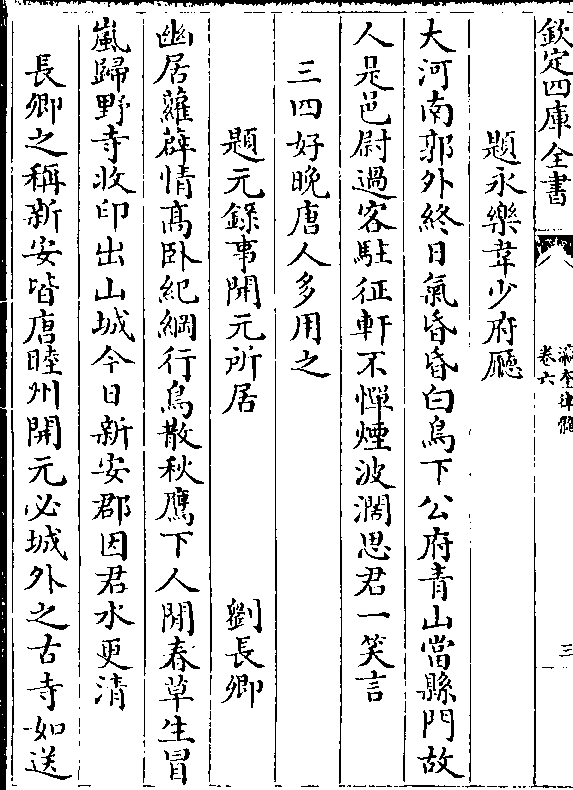 欽定四庫全書
瀛奎律髓
卷六
三
題永樂韋少府廳
大河南郭外終日氣昏昏白鳥下公府青山當縣門故
人是邑尉過客駐征軒不憚煙波濶思君一笑言
三四好晚唐人多用之
題元錄事開元所居
劉長卿
幽居蘿薜情髙卧紀綱行鳥散秋鷹下人閒春草生冒
嵐歸野寺收印出山城今日新安郡因君水更清
長卿之稱新安皆唐睦州開元必城外之古寺如送